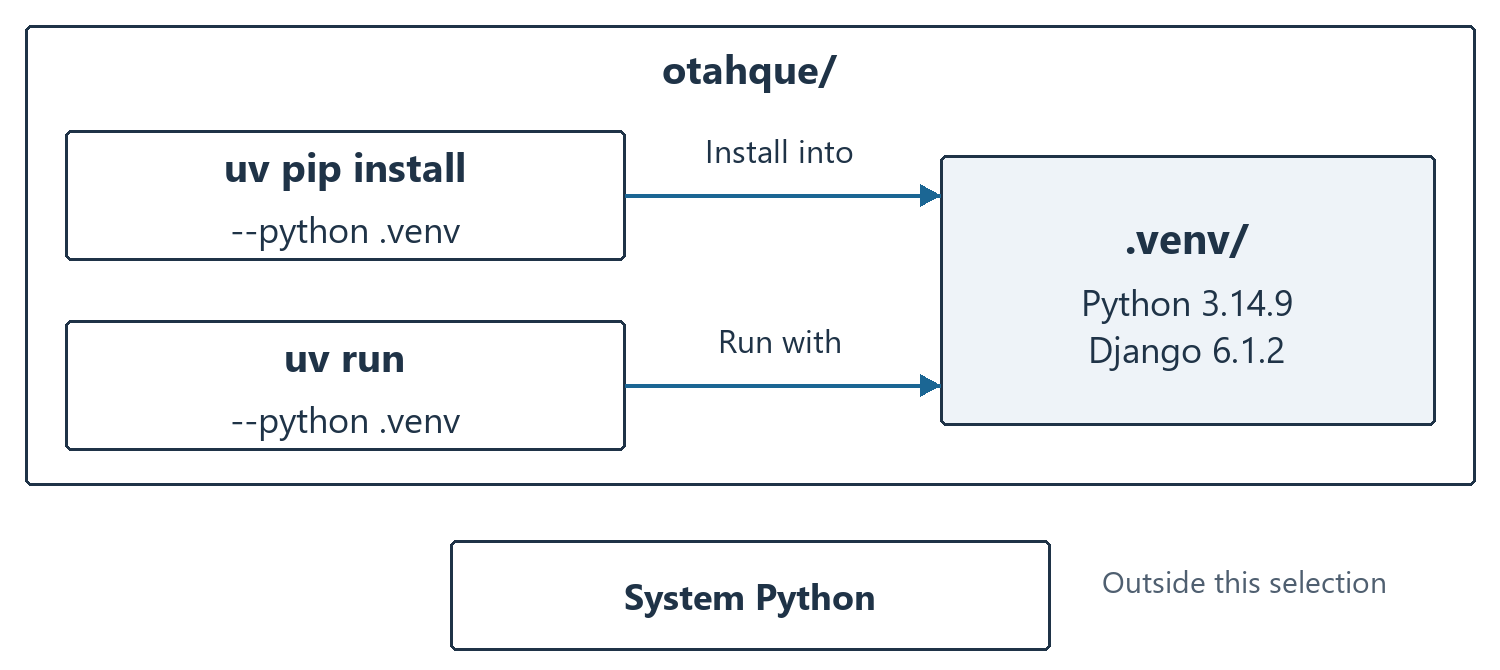 otahque/
uv pip install
--python .venv
Install into
uv run
--python .venv
Run with
.venv/
Python 3.14.9
Django 6.1.2
System Python
Outside this selection